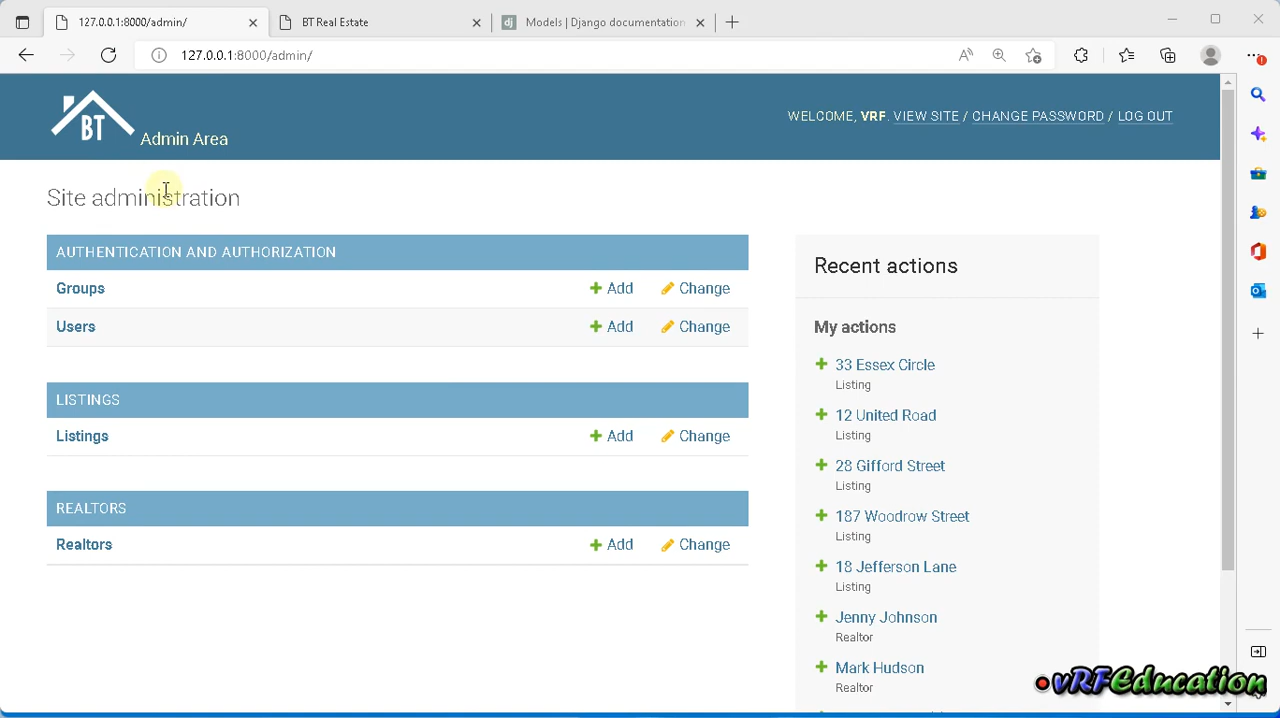 127.0.0.1:8000/admin/
BT Real Estate
Models | Django documentation
127.0.0.1:8000/admin/
BT
Admin Area
WELCOME, VRF. VIEW SITE / CHANGE PASSWORD / LOG OUT
Site administration
AUTHENTICATION AND AUTHORIZATION
Groups Add Change
Users Add Change
LISTINGS
Listings Add Change
REALTORS
Realtors Add Change
Recent actions
My actions
33 Essex Circle
Listing
12 United Road
Listing
28 Gifford Street
Listing
187 Woodrow Street
Listing
18 Jefferson Lane
Listing
Jenny Johnson
Realtor
Mark Hudson
Realtor
vRFEducation